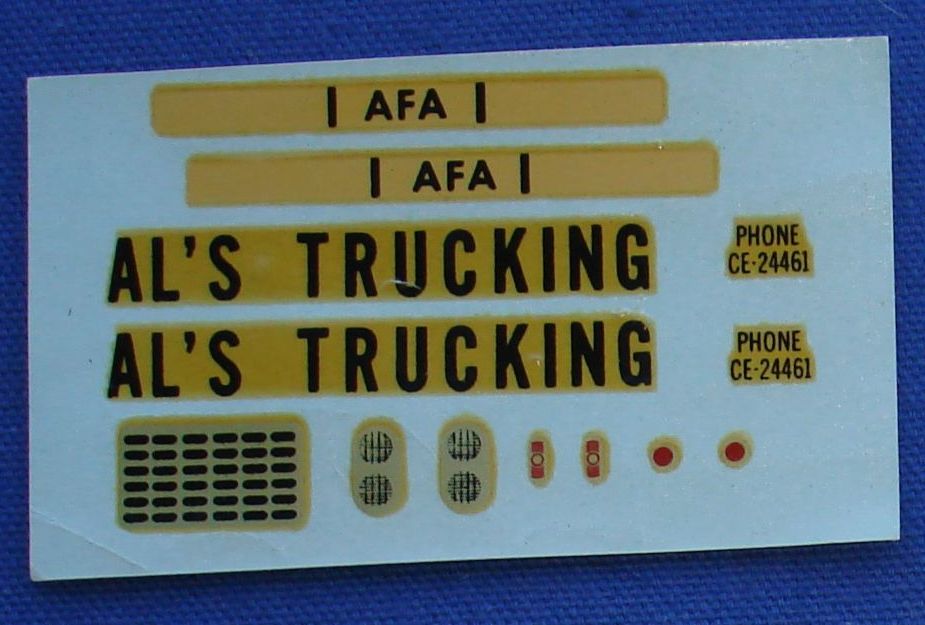 | AFA |
| AFA |
AL'S TRUCKING
PHONE
CE-24461
AL'S TRUCKING
PHONE
CE-24461